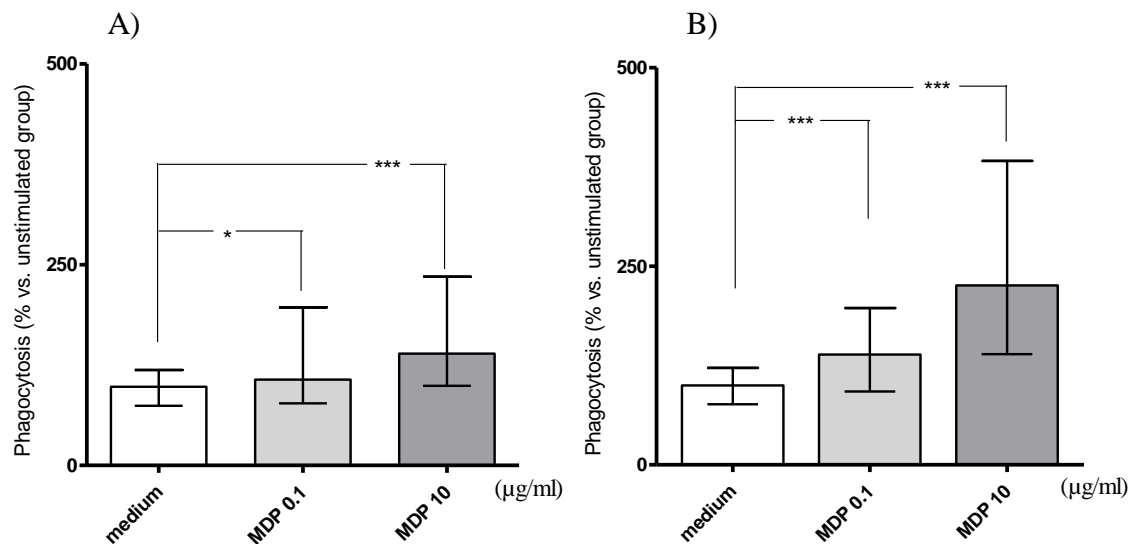 A)
Phagocytosis (% vs. unstimulated group)
500
250
0
***
*
medium
MDP 0.1
MDP 10
(µg/ml)
B)
Phagocytosis (% vs. unstimulated group)
500
250
0
***
***
medium
MDP 0.1
MDP 10
(µg/ml)